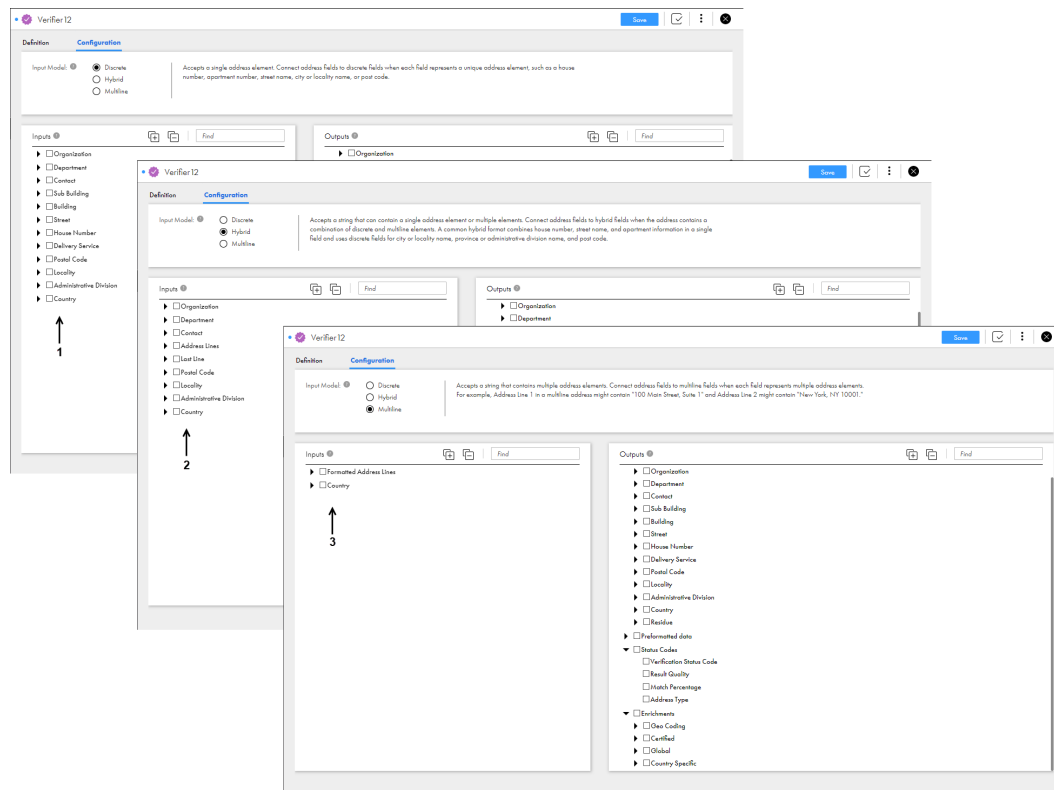 Verifier 12
Save
Definition
Configuration
Input Model:
Discrete
Hybrid
Multiline
Accepts a single address element. Connect address fields to discrete fields when each field represents a unique address element, such as a house
number, apartment number, street name, city or locality name, or post code.
Inputs
Find
Organization
Department
Contact
Sub Building
Building
Street
House Number
Delivery Service
Postal Code
Locality
Administrative Division
Country
1
Outputs
Find
Organization
Verifier 12
Save
Definition
Configuration
Input Model:
Discrete
Hybrid
Multiline
Accepts a string that can contain a single address element or multiple elements. Connect address fields to hybrid fields when the address contains a
combination of discrete and multiline elements. A common hybrid format combines house number, street name, and apartment information in a single
field and uses discrete fields for city or locality name, province or administrative division name, and post code.
Inputs
Find
Organization
Department
Contact
Address Lines
Last Line
Postal Code
Locality
Administrative Division
Country
2
Outputs
Find
Organization
Department
Verifier 12
Save
Definition
Configuration
Input Model:
Discrete
Hybrid
Multiline
Accepts a string that contains multiple address elements. Connect address fields to multiline fields when each field represents multiple address elements.
For example, Address Line 1 in a multiline address might contain "100 Main Street, Suite 1" and Address Line 2 might contain "New York, NY 10001."
Inputs
Find
Formatted Address Lines
Country
3
Outputs
Find
Organization
Department
Contact
Sub Building
Building
Street
House Number
Delivery Service
Postal Code
Locality
Administrative Division
Country
Residue
Preformatted data
Status Codes
Verification Status Code
Result Quality
Match Percentage
Address Type
Enrichments
Geo Coding
Certified
Global
Country Specific